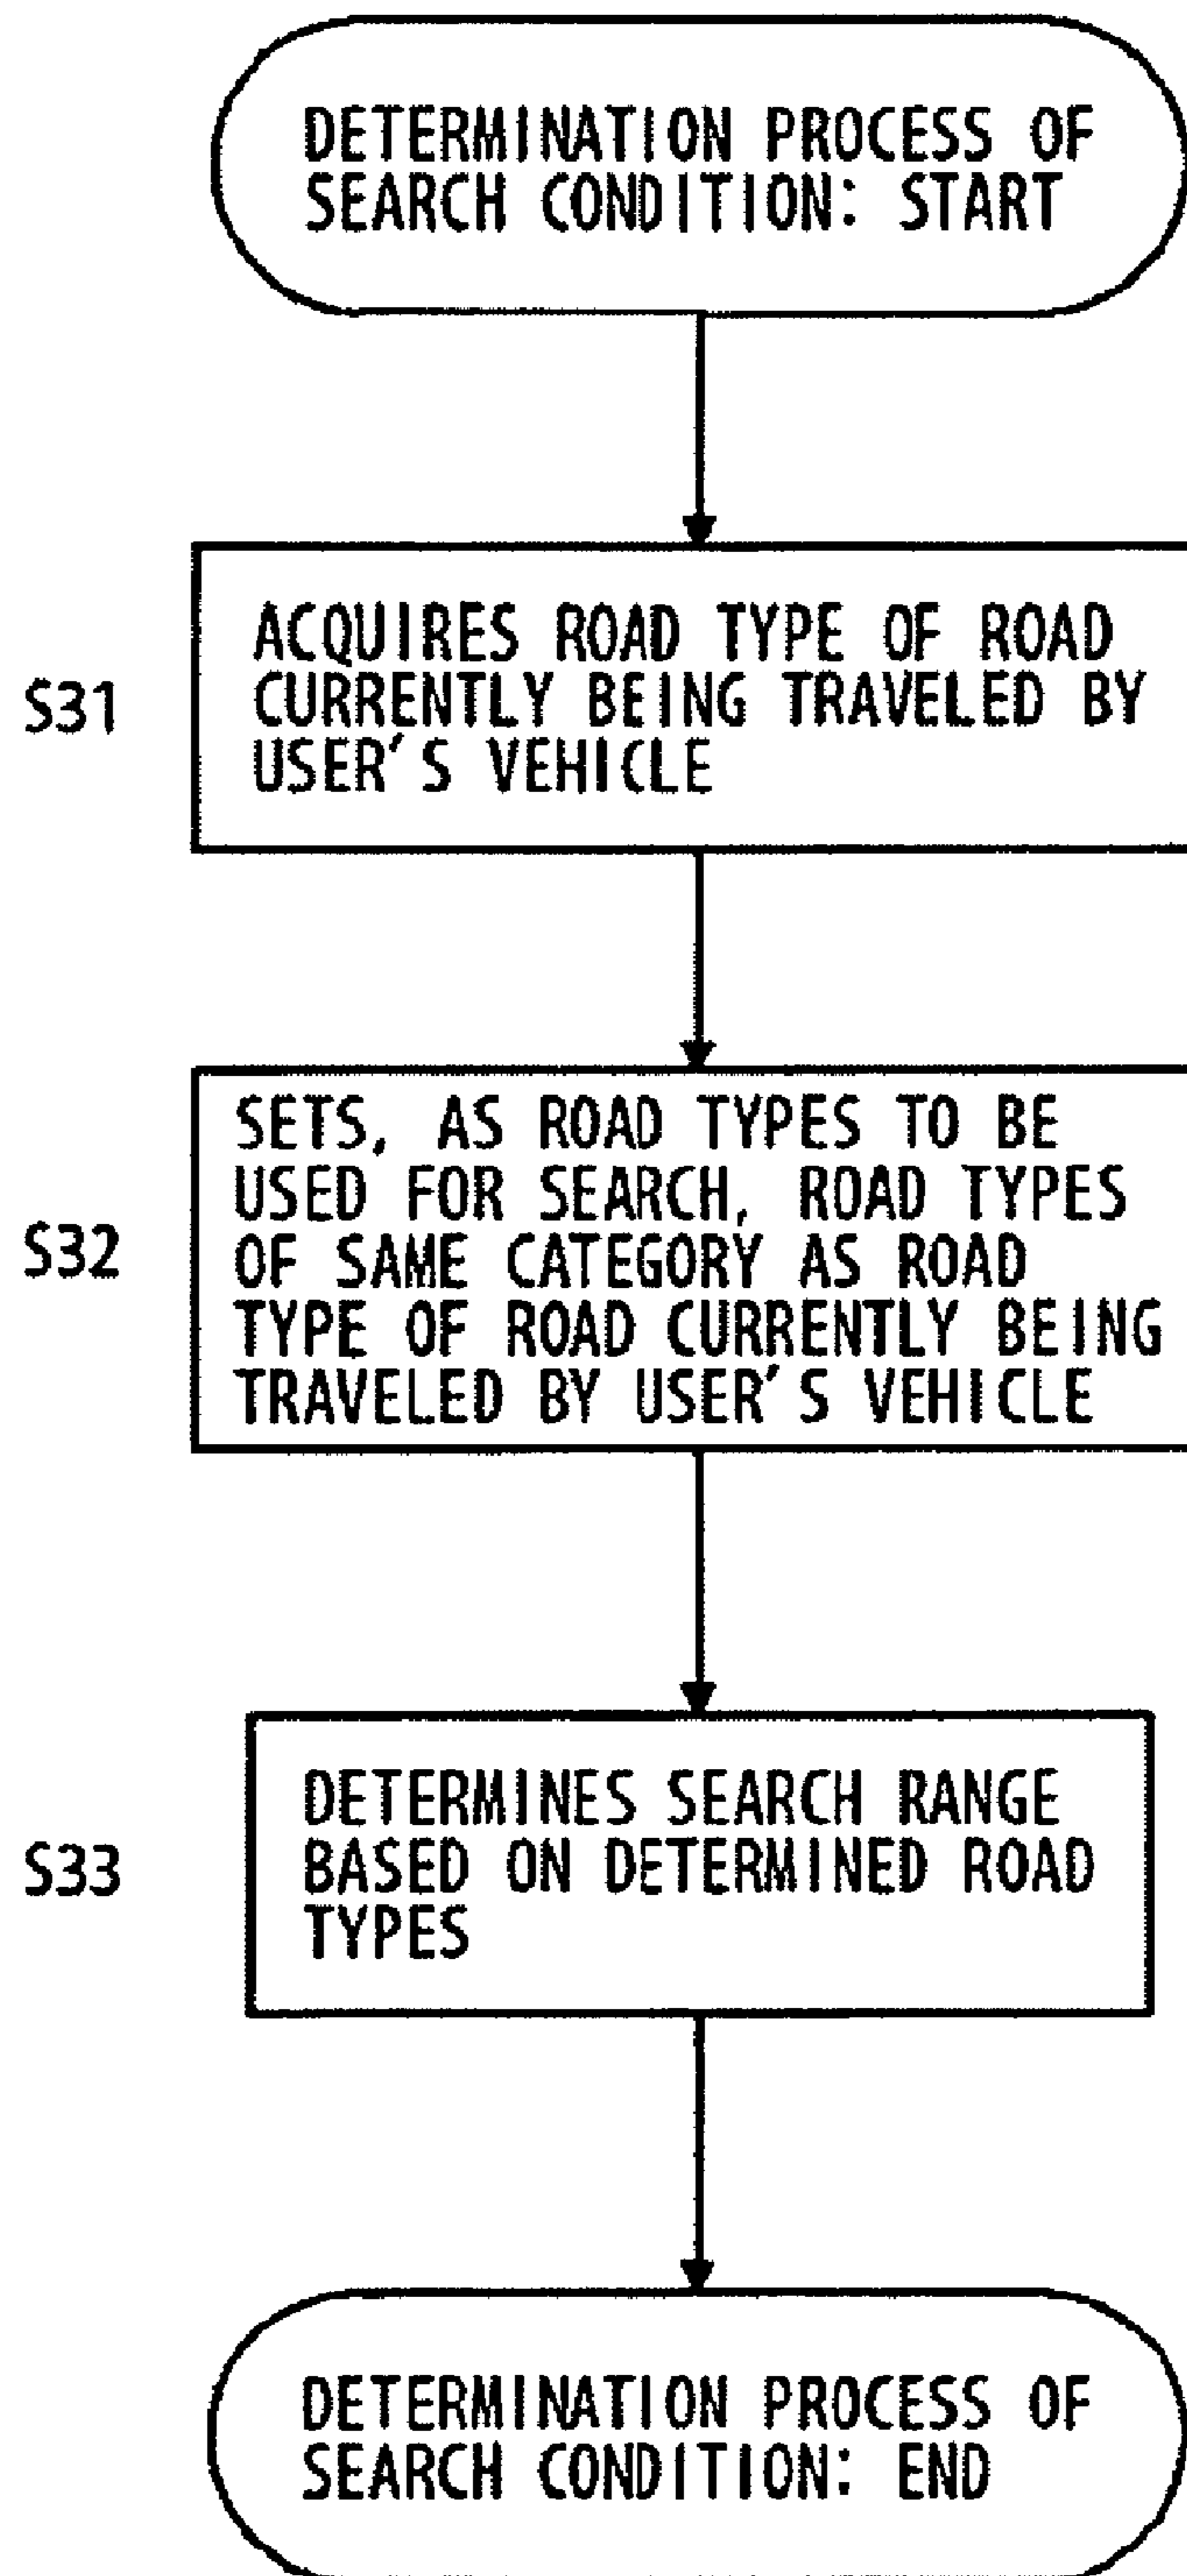 DETERMINATION PROCESS OF
SEARCH CONDITION: START
S31
ACQUIRES ROAD TYPE OF ROAD
CURRENTLY BEING TRAVELED BY
USER'S VEHICLE
S32
SETS, AS ROAD TYPES TO BE
USED FOR SEARCH, ROAD TYPES
OF SAME CATEGORY AS ROAD
TYPE OF ROAD CURRENTLY BEING
TRAVELED BY USER'S VEHICLE
S33
DETERMINES SEARCH RANGE
BASED ON DETERMINED ROAD
TYPES
DETERMINATION PROCESS OF
SEARCH CONDITION: END